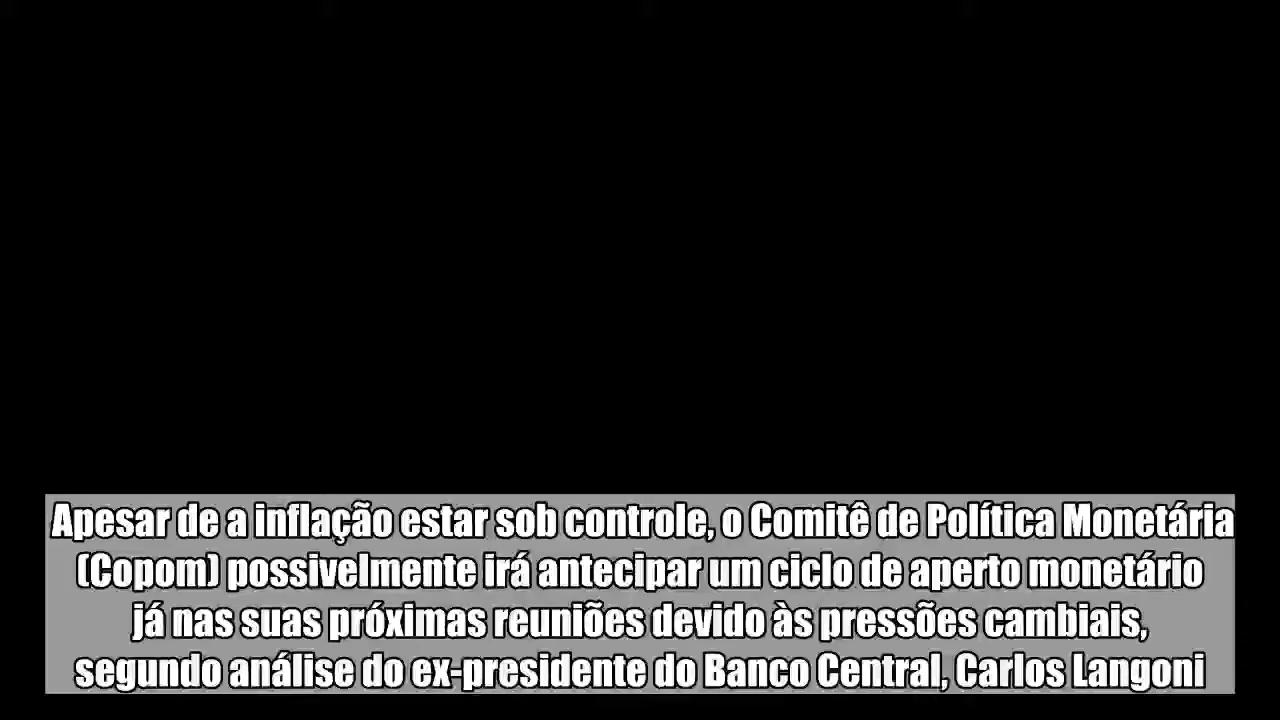 Apesar de a inflação estar sob controle, o Comitê de Política Monetária
(Copom) possivelmente irá antecipar um ciclo de aperto monetário
já nas suas próximas reuniões devido às pressões cambiais,
segundo análise do ex-presidente do Banco Central, Carlos Langoni